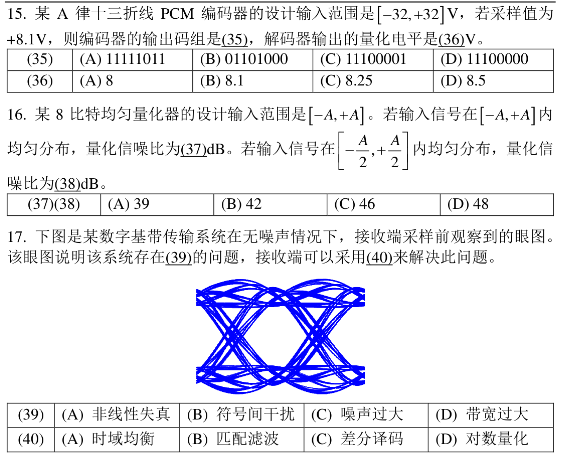 15. 某 A 律十三折线 PCM 编码器的设计输入范围是[-32,+32]V，若采样值为
+8.1V，则编码器的输出码组是(35)，解码器输出的量化电平是(36)V。
(35) (A) 11111011 (B) 01101000 (C) 11100001 (D) 11100000
(36) (A) 8 (B) 8.1 (C) 8.25 (D) 8.5
16. 某 8 比特均匀量化器的设计输入范围是[-A,+A]。若输入信号在[-A,+A]内
均匀分布，量化信噪比为(37)dB。若输入信号在[-A/2,+A/2]内均匀分布，量化信
噪比为(38)dB。
(37)(38) (A) 39 (B) 42 (C) 46 (D) 48
17. 下图是某数字基带传输系统在无噪声情况下，接收端采样前观察到的眼图。
该眼图说明该系统存在(39)的问题，接收端可以采用(40)来解决此问题。
(39) (A) 非线性失真 (B) 符号间干扰 (C) 噪声过大 (D) 带宽过大
(40) (A) 时域均衡 (B) 匹配滤波 (C) 差分译码 (D) 对数量化